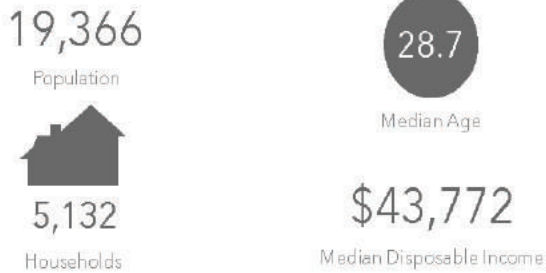 19,366
Population
28.7
Median Age
5,132
Households
$43,772
Median Disposable Income